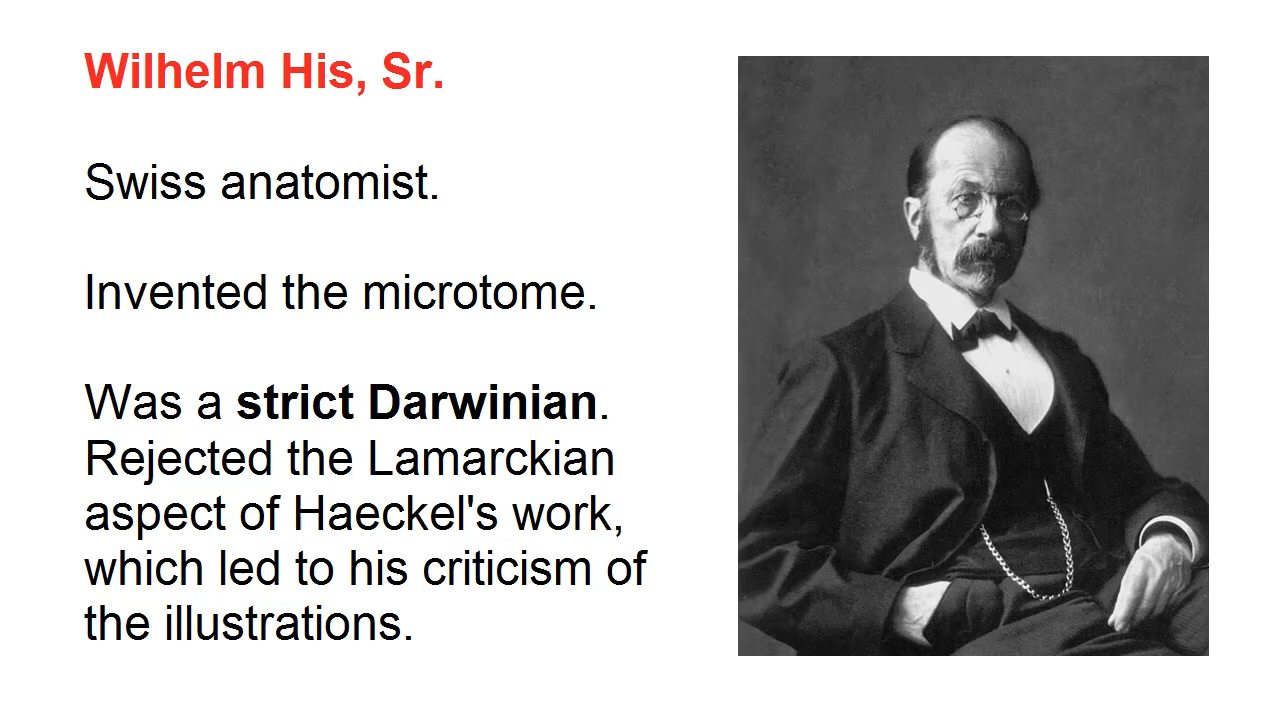 Wilhelm His, Sr.
Swiss anatomist.
Invented the microtome.
Was a strict Darwinian.
Rejected the Lamarckian
aspect of Haeckel's work,
which led to his criticism of
the illustrations.